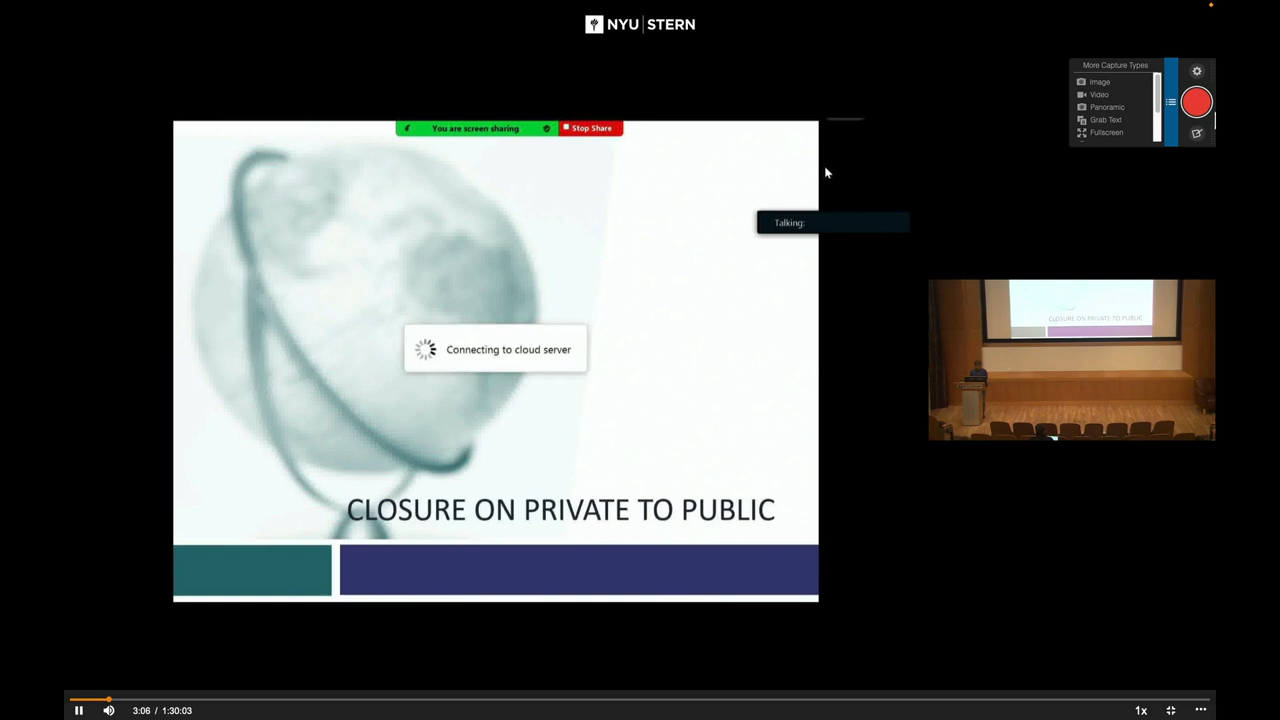 NYU STERN
More Capture Types
Image
Video
Panoramic
Grab Text
Fullscreen
You are screen sharing
Stop Share
Talking:
Connecting to cloud server
CLOSURE ON PRIVATE TO PUBLIC
CLOSURE ON PRIVATE TO PUBLIC
3:06 / 1:30:03
1x